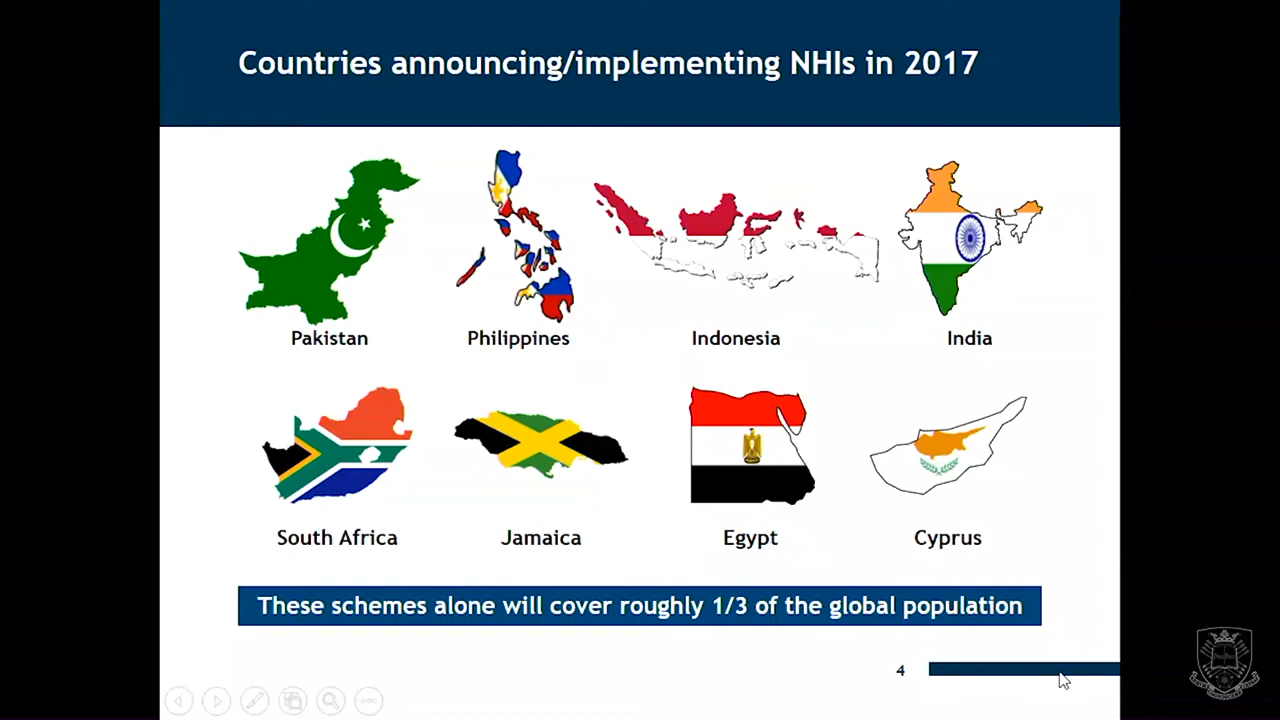 Countries announcing/implementing NHIs in 2017
Pakistan
Philippines
Indonesia
India
South Africa
Jamaica
Egypt
Cyprus
These schemes alone will cover roughly 1/3 of the global population
4